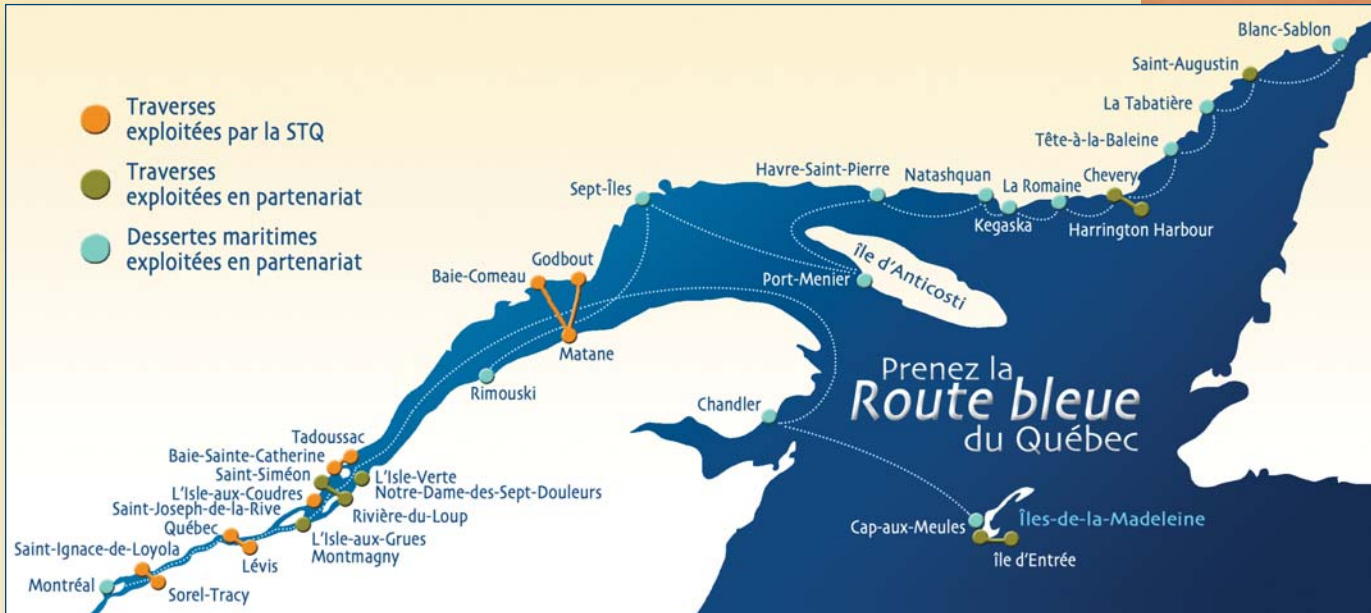 Traverses
exploitées par la STQ
Traverses
exploitées en partenariat
Dessertes maritimes
exploitées en partenariat
Blanc-Sablon
Saint-Augustin
La Tabatière
Tête-à-la-Baleine
Chevery
Harrington Harbour
La Romaine
Kegaska
Natashquan
Havre-Saint-Pierre
Sept-Îles
Port-Menier
île d'Anticosti
Godbout
Baie-Comeau
Matane
Rimouski
Chandler
Prenez la
Route bleue
du Québec
Cap-aux-Meules
Îles-de-la-Madeleine
île d'Entrée
Tadoussac
Baie-Sainte-Catherine
Saint-Siméon
L'Isle-aux-Coudres
Saint-Joseph-de-la-Rive
Québec
Saint-Ignace-de-Loyola
Montréal
L'Isle-Verte
Notre-Dame-des-Sept-Douleurs
Rivière-du-Loup
L'Isle-aux-Grues
Montmagny
Lévis
Sorel-Tracy